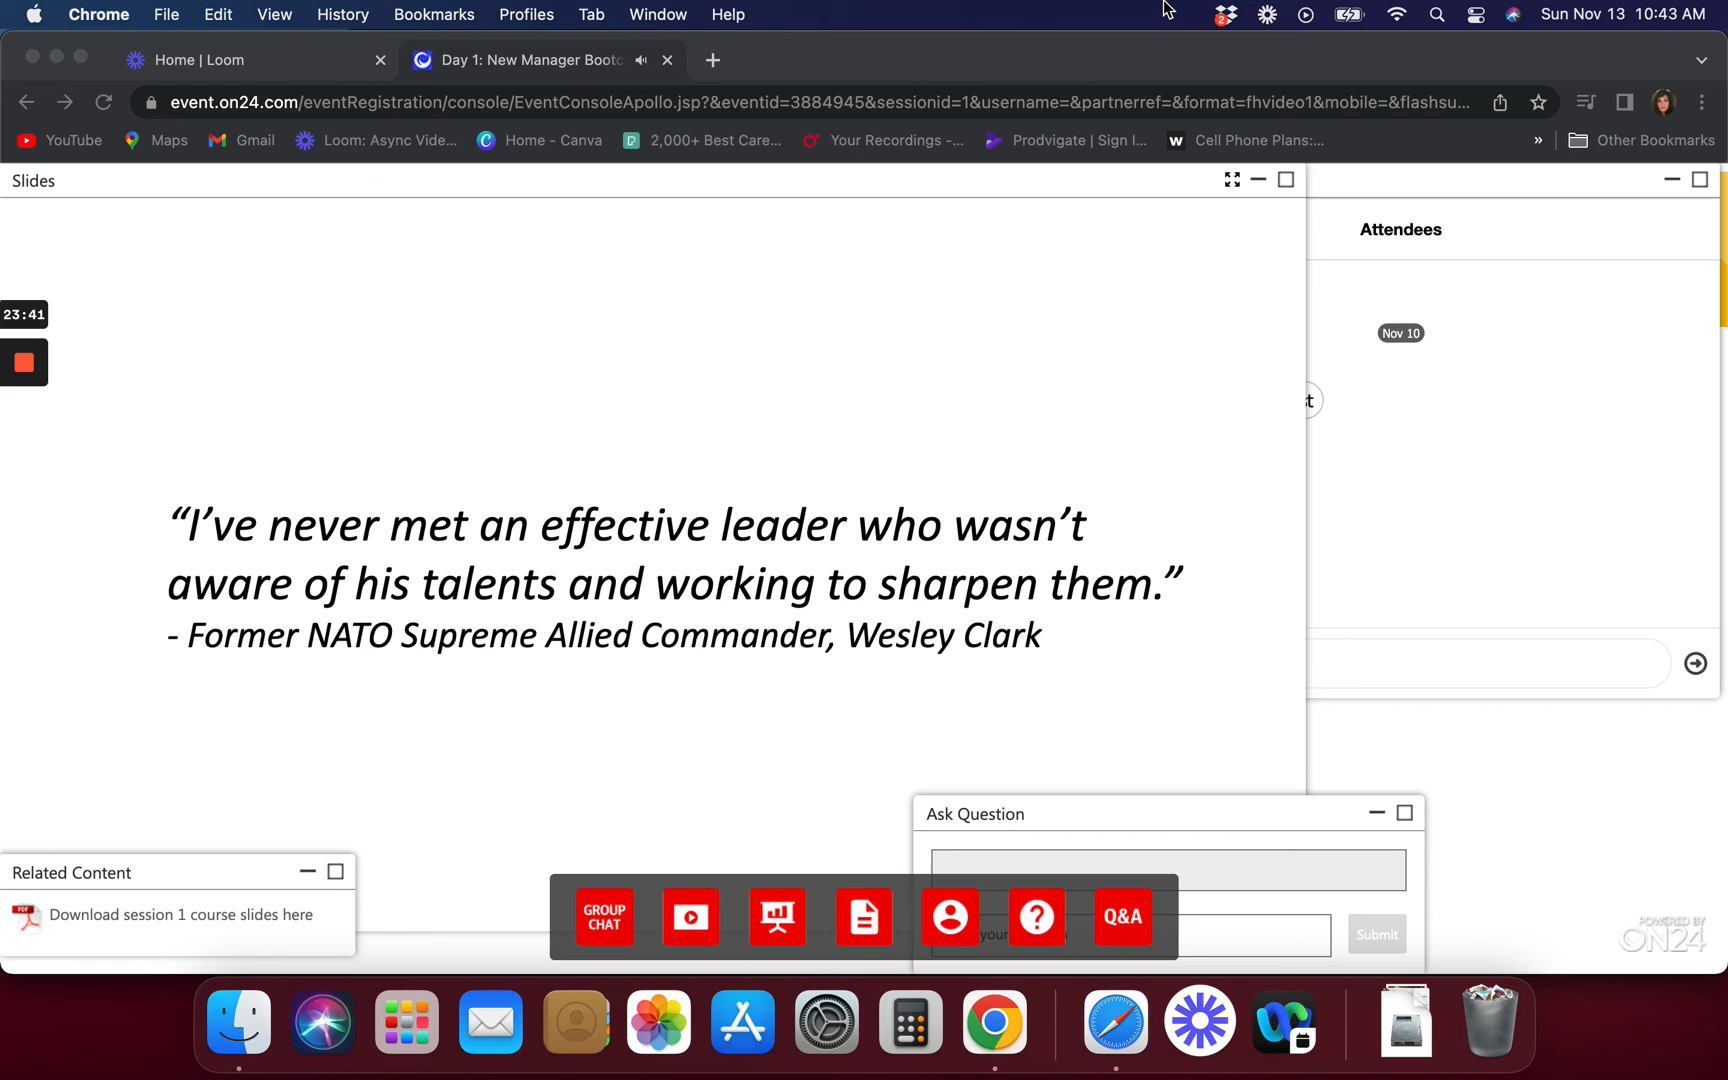 Chrome File Edit View History Bookmarks Profiles Tab Window Help
2
Sun Nov 13 10:43 AM
Home | Loom
Day 1: New Manager Bootc
event.on24.com/eventRegistration/console/EventConsoleApollo.jsp?&eventid=3884945&sessionid=1&username=&partnerref=&format=fhvideo1&mobile=&flashsu...
YouTube Maps Gmail Loom: Async Vide... Home - Canva 2,000+ Best Care... Your Recordings -... Prodvigate | Sign I... W Cell Phone Plans:... » Other Bookmarks
Slides
Attendees
23:41
Nov 10
“I’ve never met an effective leader who wasn’t
aware of his talents and working to sharpen them.”
- Former NATO Supreme Allied Commander, Wesley Clark
Ask Question
Related Content
PDF Download session 1 course slides here
GROUP
CHAT
Q&A
Submit
POWERED BY
ON24